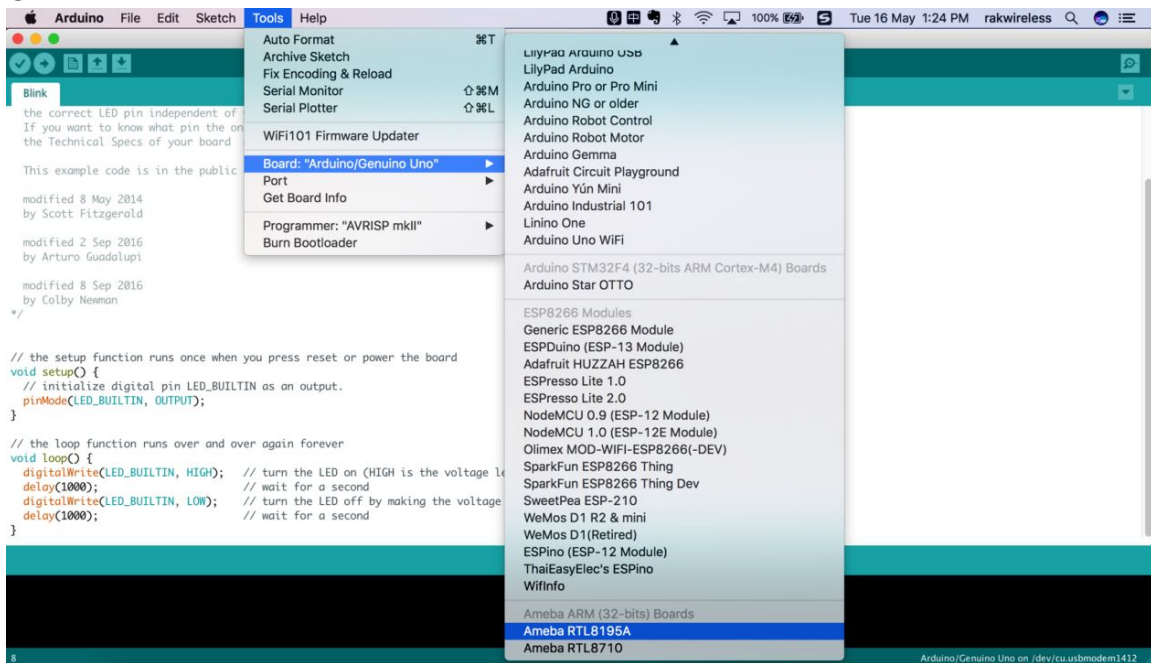 Arduino File Edit Sketch Tools Help 100% Tue 16 May 1:24 PM rakwireless
Blink
the correct LED pin independent of
If you want to know what pin the on
the Technical Specs of your board
This example code is in the public
modified 8 May 2014
by Scott Fitzgerald
modified 2 Sep 2016
by Arturo Guadalupi
modified 8 Sep 2016
by Colby Newman
*/
// the setup function runs once when you press reset or power the board
void setup() {
// initialize digital pin LED_BUILTIN as an output.
pinMode(LED_BUILTIN, OUTPUT);
}
// the loop function runs over and over again forever
void loop() {
digitalWrite(LED_BUILTIN, HIGH); // turn the LED on (HIGH is the voltage le
delay(1000); // wait for a second
digitalWrite(LED_BUILTIN, LOW); // turn the LED off by making the voltage
delay(1000); // wait for a second
}
Auto Format ⌘T
Archive Sketch
Fix Encoding & Reload
Serial Monitor ⇧⌘M
Serial Plotter ⇧⌘L
WiFi101 Firmware Updater
Board: "Arduino/Genuino Uno"
Port
Get Board Info
Programmer: "AVRISP mkII"
Burn Bootloader
LilyPad Arduino USB
LilyPad Arduino
Arduino Pro or Pro Mini
Arduino NG or older
Arduino Robot Control
Arduino Robot Motor
Arduino Gemma
Adafruit Circuit Playground
Arduino Yún Mini
Arduino Industrial 101
Linino One
Arduino Uno WiFi
Arduino STM32F4 (32-bits ARM Cortex-M4) Boards
Arduino Star OTTO
ESP8266 Modules
Generic ESP8266 Module
ESPDuino (ESP-13 Module)
Adafruit HUZZAH ESP8266
ESPresso Lite 1.0
ESPresso Lite 2.0
NodeMCU 0.9 (ESP-12 Module)
NodeMCU 1.0 (ESP-12E Module)
Olimex MOD-WIFI-ESP8266(-DEV)
SparkFun ESP8266 Thing
SparkFun ESP8266 Thing Dev
SweetPea ESP-210
WeMos D1 R2 & mini
WeMos D1(Retired)
ESPino (ESP-12 Module)
ThaiEasyElec's ESPino
WifInfo
Ameba ARM (32-bits) Boards
Ameba RTL8195A
Ameba RTL8710
8 Arduino/Genuino Uno on /dev/cu.usbmodem1412